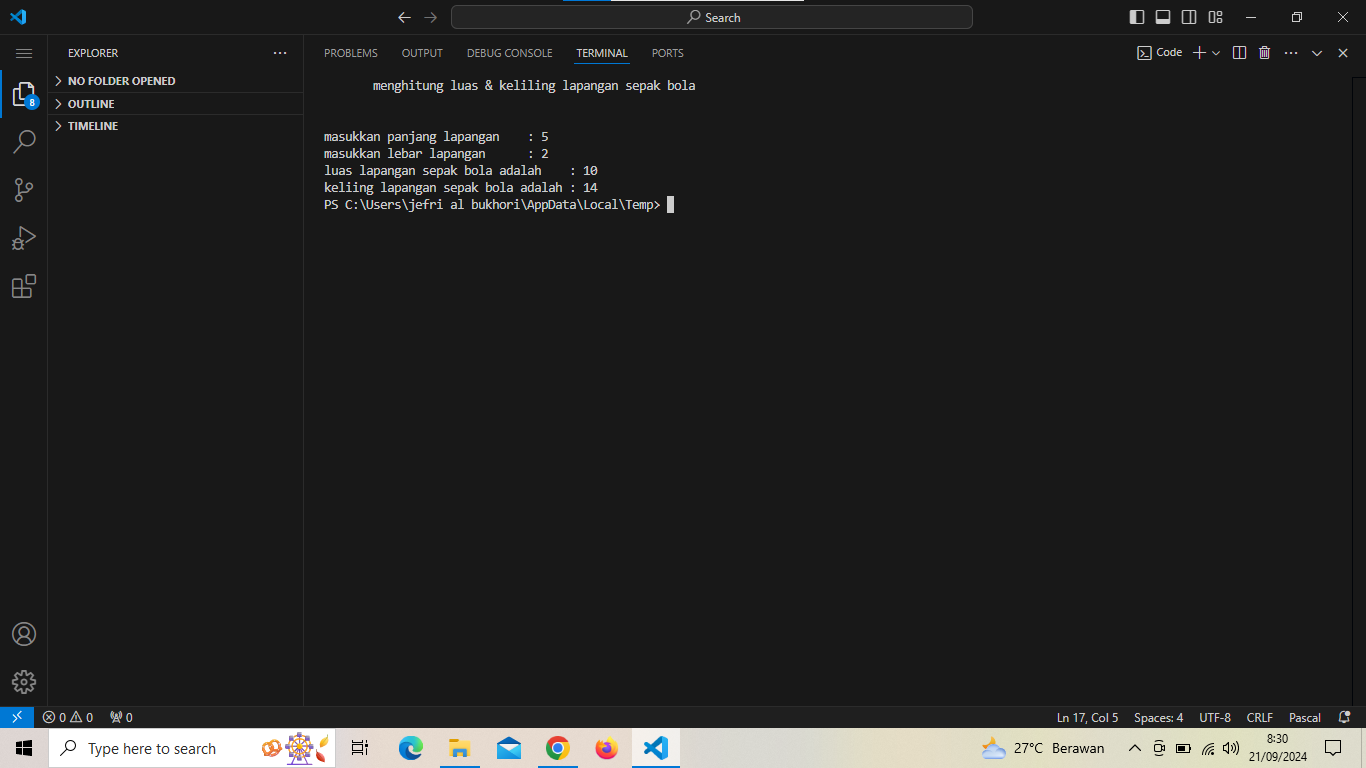 Search
EXPLORER
NO FOLDER OPENED
OUTLINE
TIMELINE
8
PROBLEMS OUTPUT DEBUG CONSOLE TERMINAL PORTS
Code
menghitung luas & keliling lapangan sepak bola
masukkan panjang lapangan : 5
masukkan lebar lapangan : 2
luas lapangan sepak bola adalah : 10
keliing lapangan sepak bola adalah : 14
PS C:\Users\jefri al bukhori\AppData\Local\Temp>
0 0 0
Ln 17, Col 5 Spaces: 4 UTF-8 CRLF Pascal
Type here to search
27°C Berawan
8:30
21/09/2024